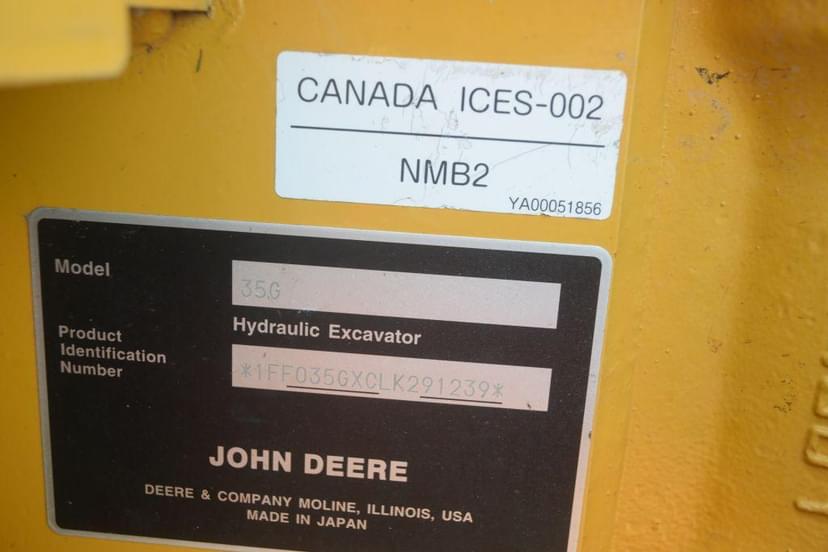 CANADA ICES-002
NMB2
YA00051856
Model
35G
Hydraulic Excavator
Product
Identification
Number
*1FF035GXCLK291239*
JOHN DEERE
DEERE & COMPANY MOLINE, ILLINOIS, USA
MADE IN JAPAN